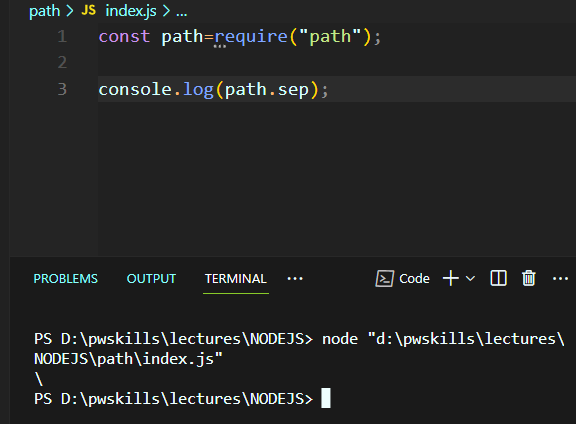 path > JS index.js > ...
1 const path=require("path");
2
3 console.log(path.sep);
PROBLEMS OUTPUT TERMINAL ... Code
PS D:\pwskills\lectures\NODEJS> node "d:\pwskills\lectures\
NODEJS\path\index.js"
\
PS D:\pwskills\lectures\NODEJS>